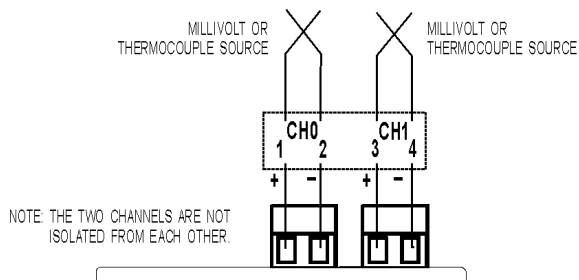 MILLIVOLT OR
THERMOCOUPLE SOURCE
MILLIVOLT OR
THERMOCOUPLE SOURCE
CH0 CH1
1 2 3 4
+ − + −
NOTE: THE TWO CHANNELS ARE NOT
ISOLATED FROM EACH OTHER.